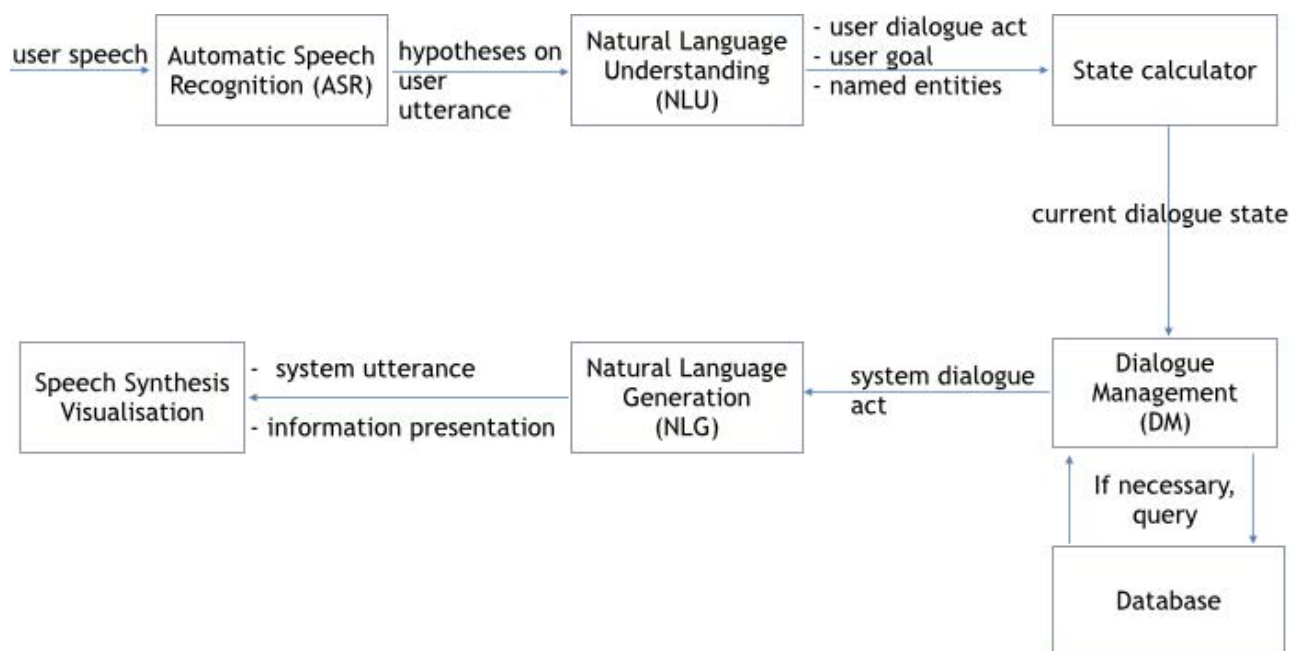 user speech
Automatic Speech
Recognition (ASR)
hypotheses on
user
utterance
Natural Language
Understanding
(NLU)
- user dialogue act
- user goal
- named entities
State calculator
current dialogue state
Dialogue
Management
(DM)
If necessary,
query
Database
system dialogue
act
Natural Language
Generation
(NLG)
- system utterance
- information presentation
Speech Synthesis
Visualisation